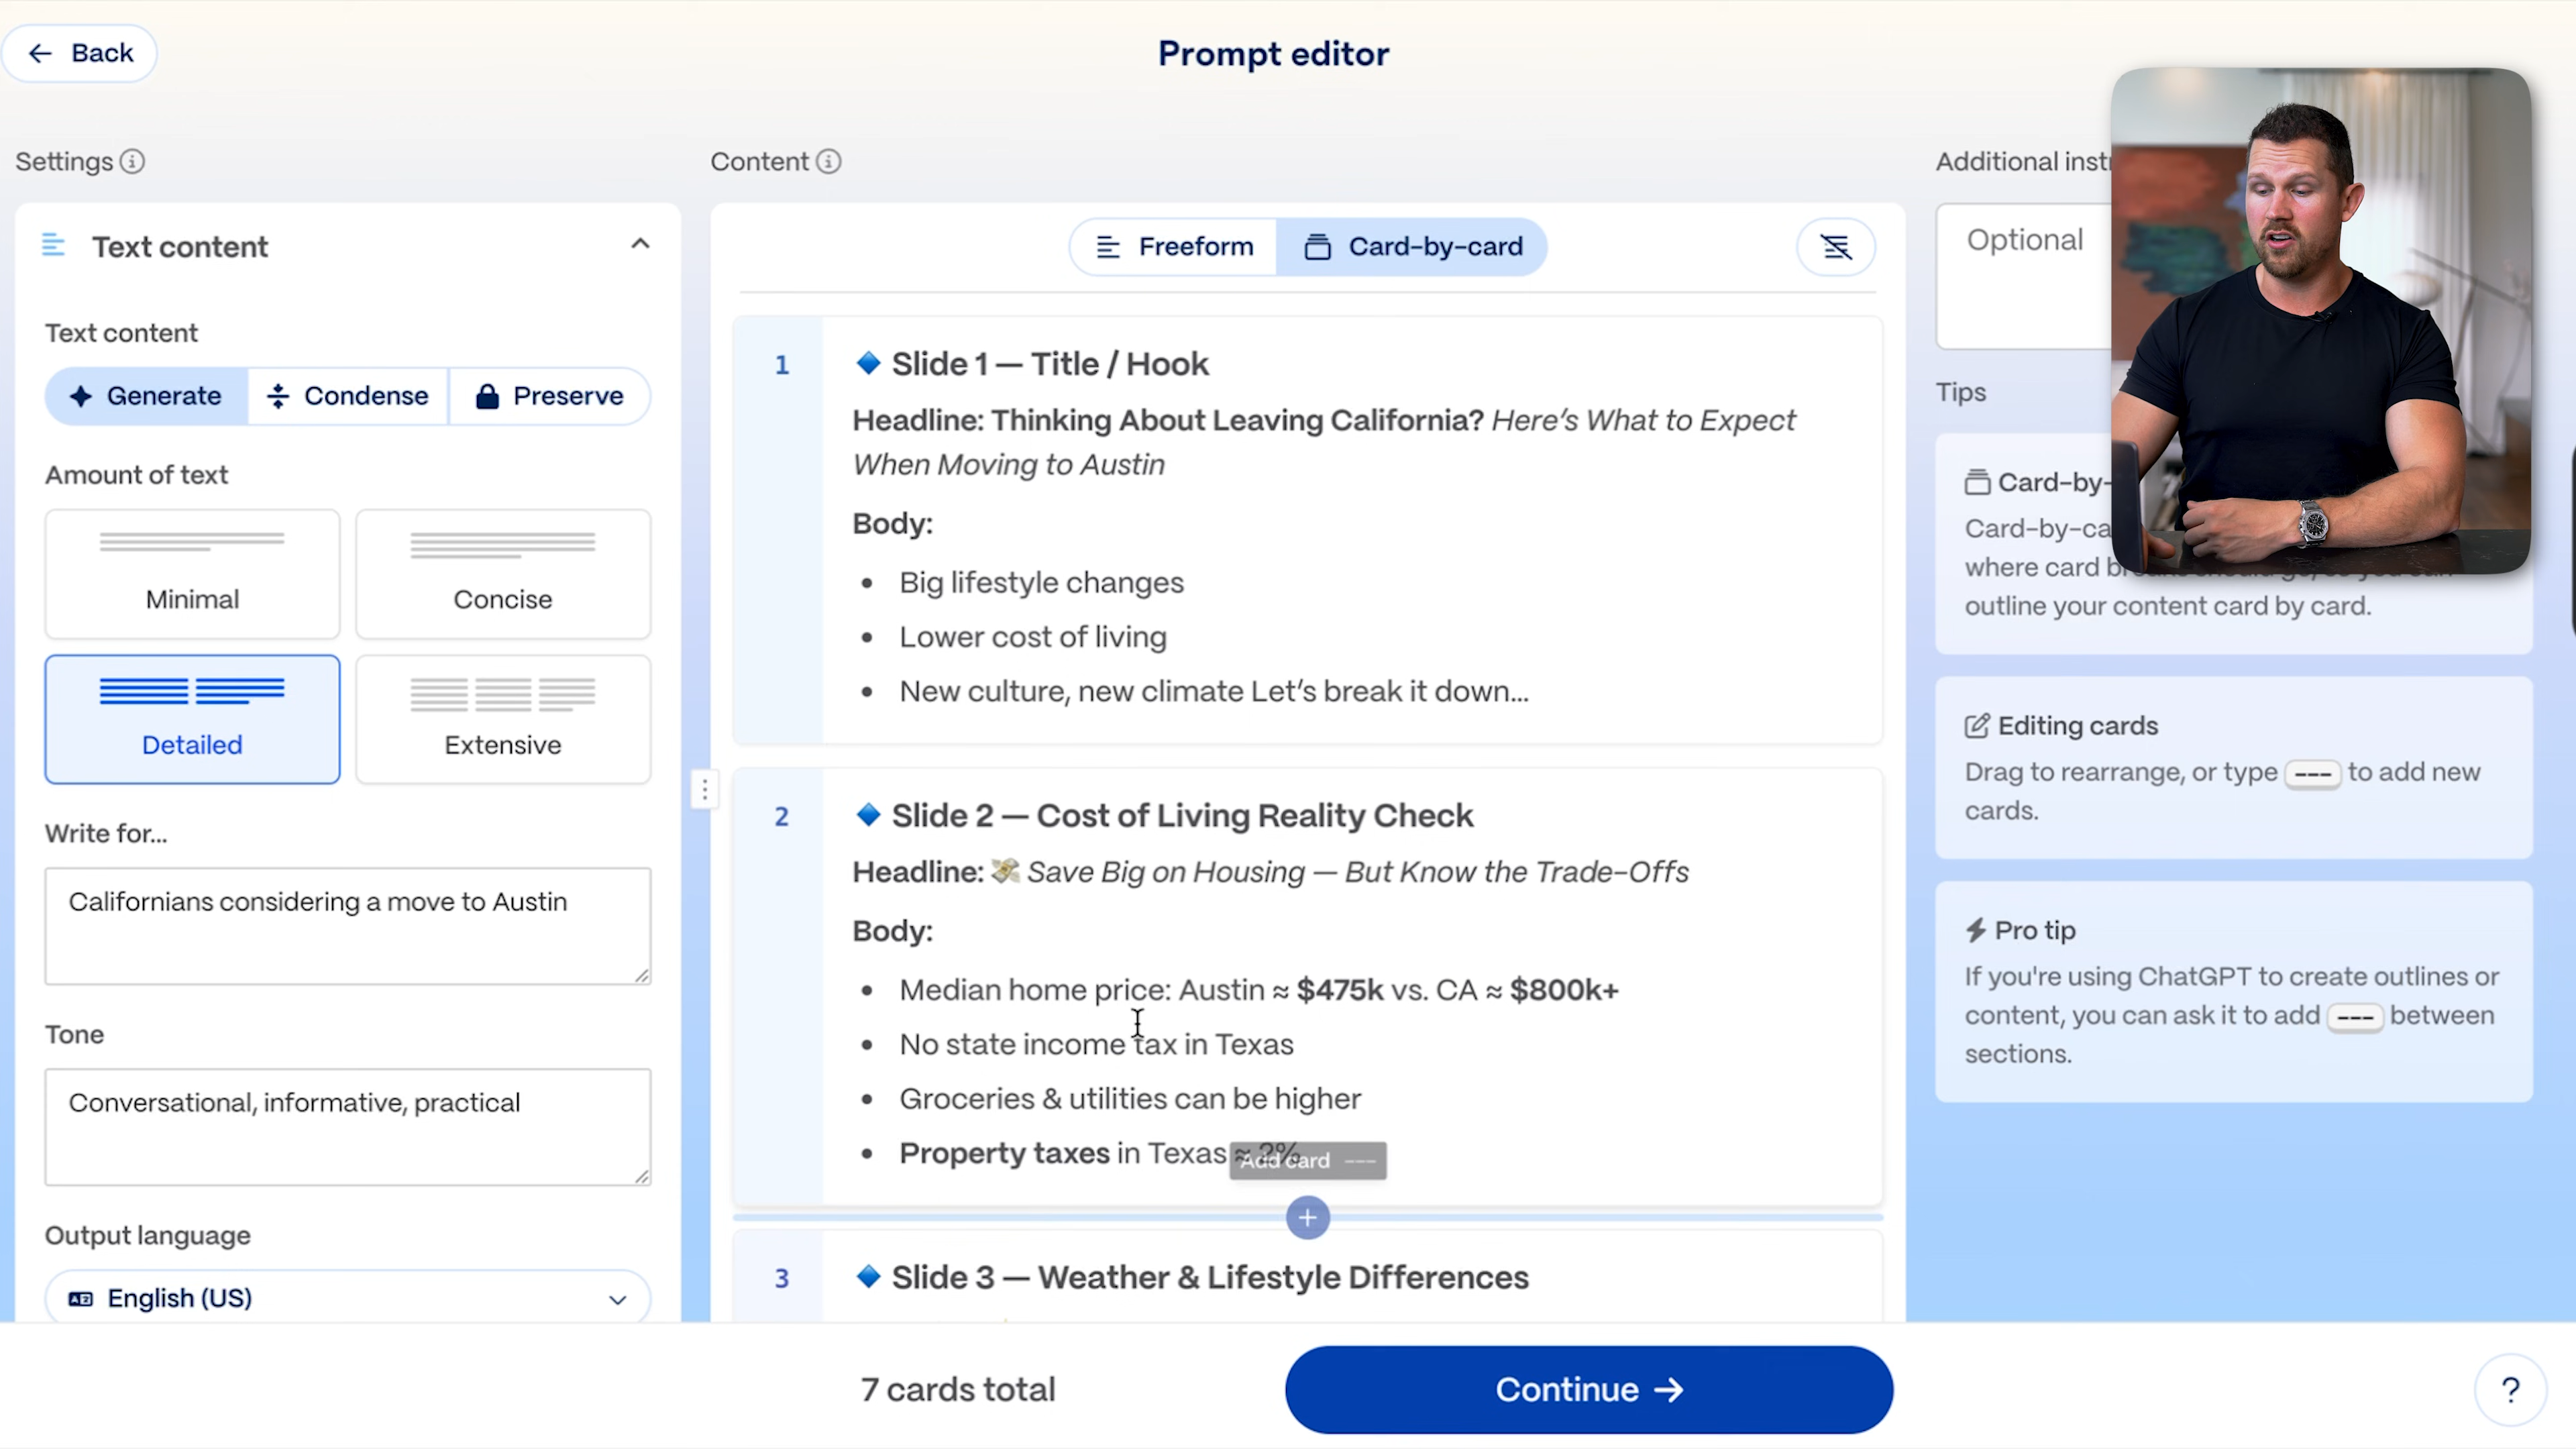 Back
Prompt editor
Settings
Text content
Text content
Generate
Condense
Preserve
Amount of text
Minimal
Concise
Detailed
Extensive
Write for...
Californians considering a move to Austin
Tone
Conversational, informative, practical
Output language
English (US)
Content
Freeform
Card-by-card
1
Slide 1 — Title / Hook
Headline: Thinking About Leaving California? Here's What to Expect
When Moving to Austin
Body:
• Big lifestyle changes
• Lower cost of living
• New culture, new climate Let's break it down...
2
Slide 2 — Cost of Living Reality Check
Headline: 💸 Save Big on Housing — But Know the Trade-Offs
Body:
• Median home price: Austin ≈ $475k vs. CA ≈ $800k+
• No state income tax in Texas
• Groceries & utilities can be higher
• Property taxes in Texas ≈ 2%
Add card ---
3
Slide 3 — Weather & Lifestyle Differences
Additional
Optional
Tips
Card-by-
Card-by-ca
where card
outline your content card by card.
Editing cards
Drag to rearrange, or type --- to add new
cards.
Pro tip
If you're using ChatGPT to create outlines or
content, you can ask it to add --- between
sections.
7 cards total
Continue →
?